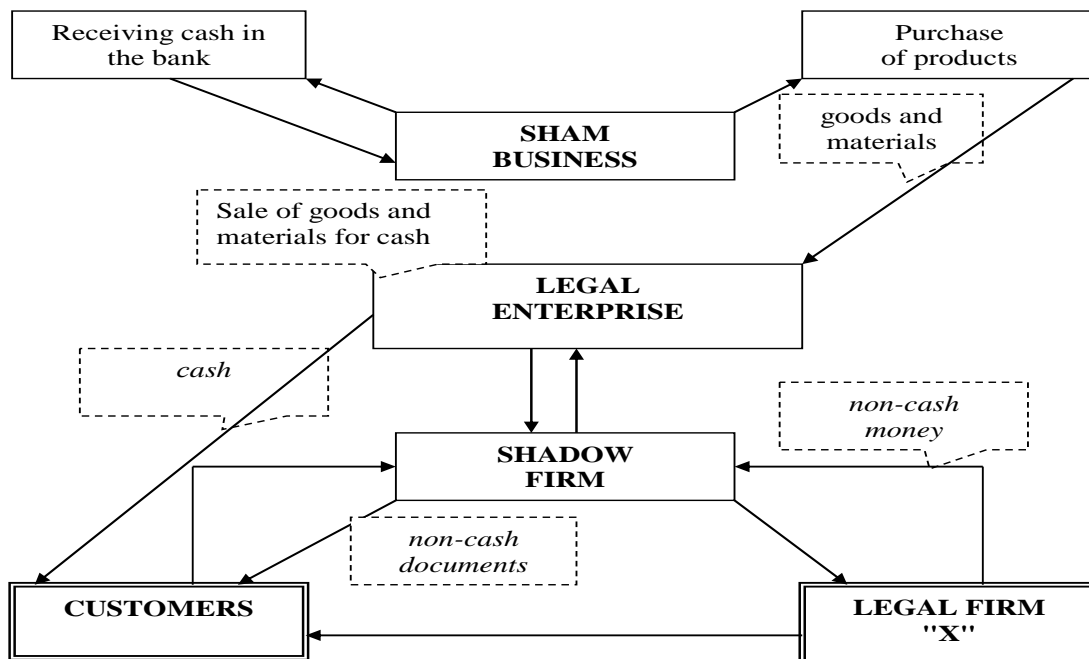 Receiving cash in
the bank
Purchase
of products
goods and
materials
SHAM
BUSINESS
Sale of goods and
materials for cash
LEGAL
ENTERPRISE
cash
non-cash
money
SHADOW
FIRM
non-cash
documents
CUSTOMERS
LEGAL FIRM
"X"